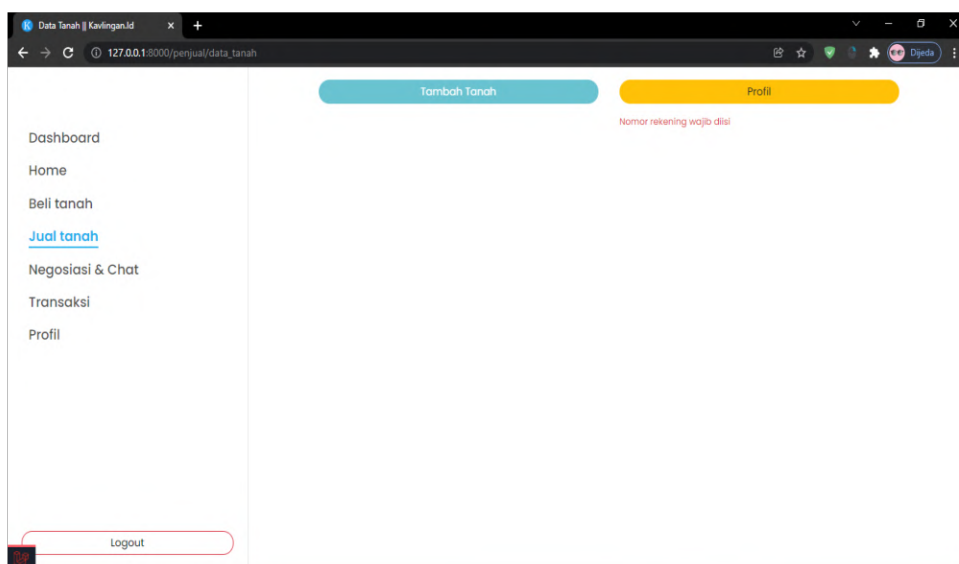 K Data Tanah || Kavlingan.Id
127.0.0.1:8000/penjual/data_tanah
Dijeda
Tambah Tanah
Profil
Nomor rekening wajib diisi
Dashboard
Home
Beli tanah
Jual tanah
Negosiasi & Chat
Transaksi
Profil
Logout